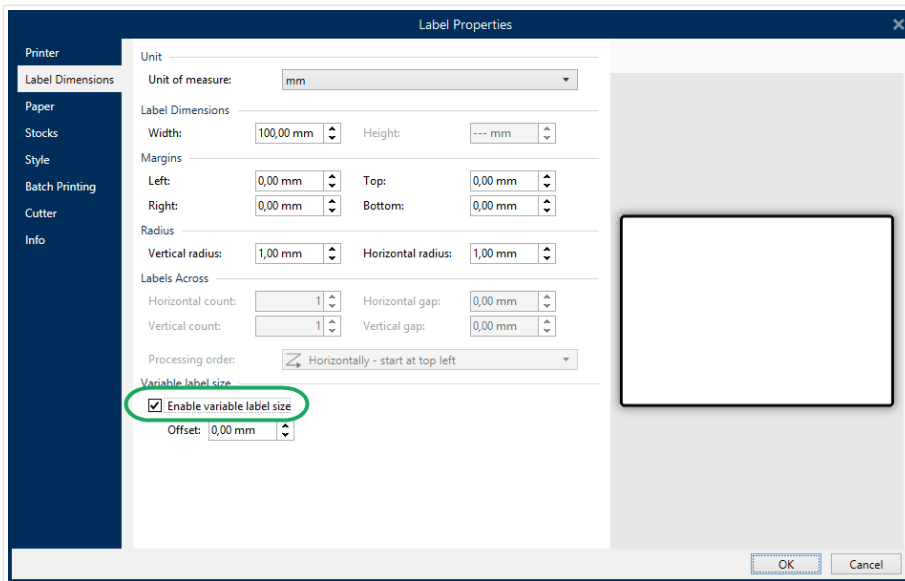 Label Properties
Printer
Label Dimensions
Paper
Stocks
Style
Batch Printing
Cutter
Info
Unit
Unit of measure: mm
Label Dimensions
Width: 100,00 mm Height: --- mm
Margins
Left: 0,00 mm Top: 0,00 mm
Right: 0,00 mm Bottom: 0,00 mm
Radius
Vertical radius: 1,00 mm Horizontal radius: 1,00 mm
Labels Across
Horizontal count: 1 Horizontal gap: 0,00 mm
Vertical count: 1 Vertical gap: 0,00 mm
Processing order: Horizontally - start at top left
Variable label size
Enable variable label size
Offset: 0,00 mm
OK Cancel